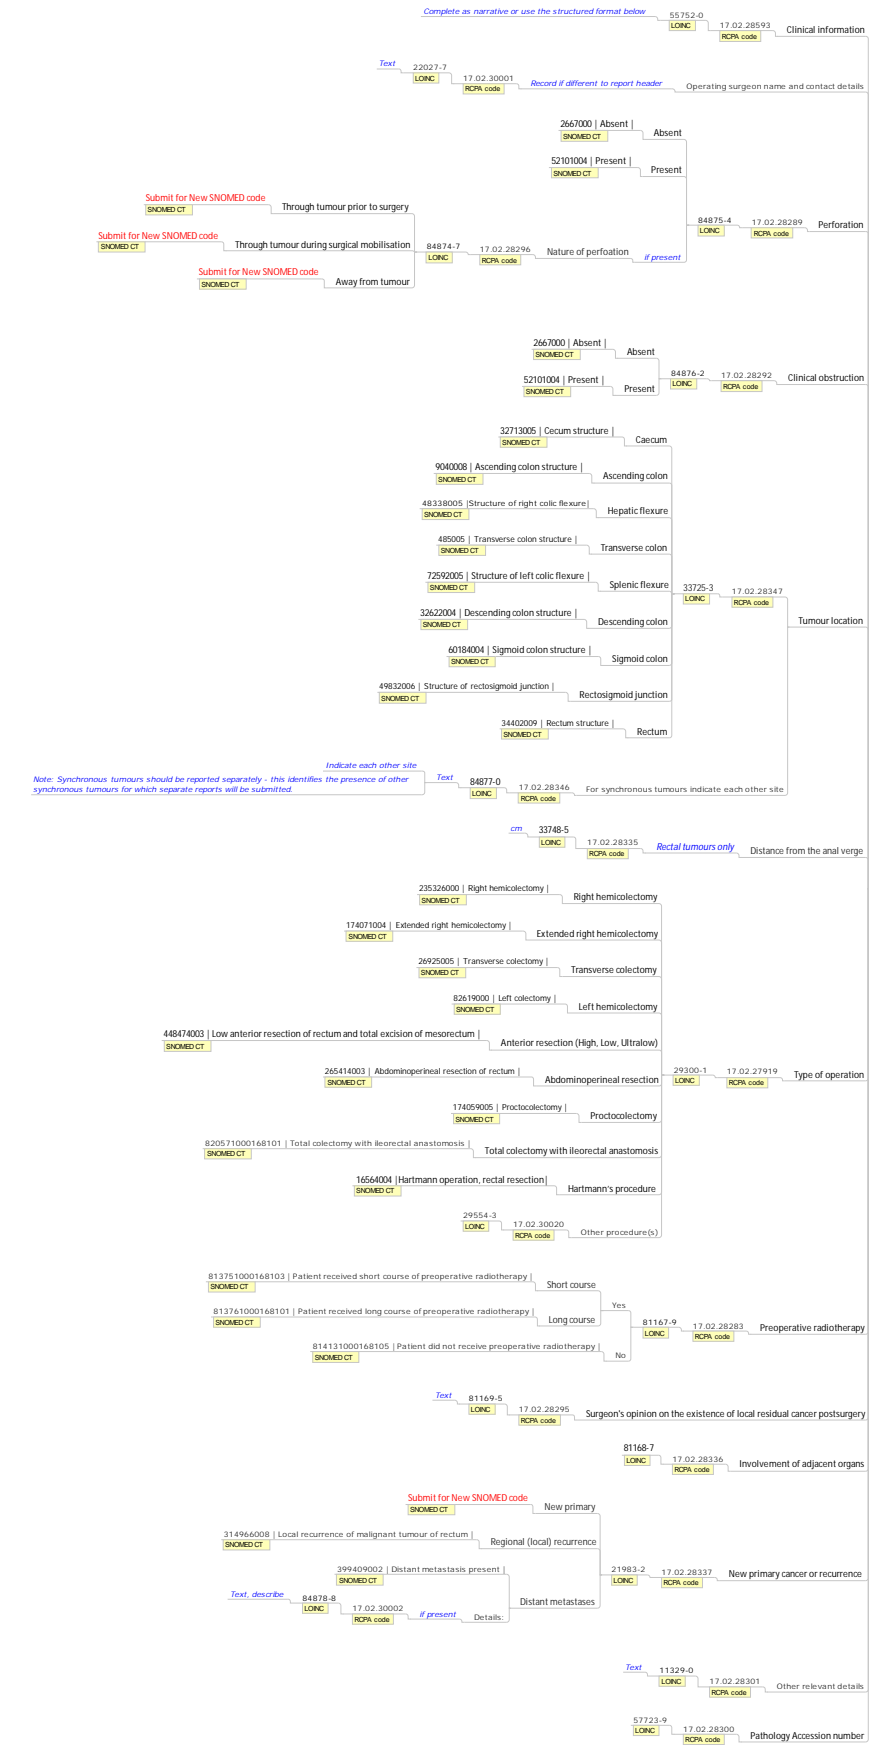 Complete as narrative or use the structured format below
55752-0
LOINC
17.02.28593
RCPA code
Clinical information
Text
22027-7
LOINC
17.02.30001
RCPA code
Record if different to report header
Operating surgeon name and contact details
2667000 | Absent |
SNOMED CT
Absent
52101004 | Present |
SNOMED CT
Present
Submit for New SNOMED code
SNOMED CT
Through tumour prior to surgery
Submit for New SNOMED code
SNOMED CT
Through tumour during surgical mobilisation
Submit for New SNOMED code
SNOMED CT
Away from tumour
84874-7
LOINC
17.02.28296
RCPA code
Nature of perfoation
if present
84875-4
LOINC
17.02.28289
RCPA code
Perforation
2667000 | Absent |
SNOMED CT
Absent
52101004 | Present |
SNOMED CT
Present
84876-2
LOINC
17.02.28292
RCPA code
Clinical obstruction
32713005 | Cecum structure |
SNOMED CT
Caecum
9040008 | Ascending colon structure |
SNOMED CT
Ascending colon
48338005 |Structure of right colic flexure|
SNOMED CT
Hepatic flexure
485005 | Transverse colon structure |
SNOMED CT
Transverse colon
72592005 | Structure of left colic flexure |
SNOMED CT
Splenic flexure
32622004 | Descending colon structure |
SNOMED CT
Descending colon
60184004 | Sigmoid colon structure |
SNOMED CT
Sigmoid colon
49832006 | Structure of rectosigmoid junction |
SNOMED CT
Rectosigmoid junction
34402009 | Rectum structure |
SNOMED CT
Rectum
33725-3
LOINC
17.02.28347
RCPA code
Tumour location
Indicate each other site
Note: Synchronous tumours should be reported separately - this identifies the presence of other
synchronous tumours for which separate reports will be submitted.
Text
84877-0
LOINC
17.02.28346
RCPA code
For synchronous tumours indicate each other site
cm
33748-5
LOINC
17.02.28335
RCPA code
Rectal tumours only
Distance from the anal verge
235326000 | Right hemicolectomy |
SNOMED CT
Right hemicolectomy
174071004 | Extended right hemicolectomy |
SNOMED CT
Extended right hemicolectomy
26925005 | Transverse colectomy |
SNOMED CT
Transverse colectomy
82619000 | Left colectomy |
SNOMED CT
Left hemicolectomy
448474003 | Low anterior resection of rectum and total excision of mesorectum |
SNOMED CT
Anterior resection (High, Low, Ultralow)
265414003 | Abdominoperineal resection of rectum |
SNOMED CT
Abdominoperineal resection
174059005 | Proctocolectomy |
SNOMED CT
Proctocolectomy
820571000168101 | Total colectomy with ileorectal anastomosis |
SNOMED CT
Total colectomy with ileorectal anastomosis
16564004 |Hartmann operation, rectal resection|
SNOMED CT
Hartmann's procedure
29554-3
LOINC
17.02.30020
RCPA code
Other procedure(s)
29300-1
LOINC
17.02.27919
RCPA code
Type of operation
813751000168103 | Patient received short course of preoperative radiotherapy |
SNOMED CT
Short course
813761000168101 | Patient received long course of preoperative radiotherapy |
SNOMED CT
Long course
Yes
814131000168105 | Patient did not receive preoperative radiotherapy |
SNOMED CT
No
81167-9
LOINC
17.02.28283
RCPA code
Preoperative radiotherapy
Text
81169-5
LOINC
17.02.28295
RCPA code
Surgeon's opinion on the existence of local residual cancer postsurgery
81168-7
LOINC
17.02.28336
RCPA code
Involvement of adjacent organs
Submit for New SNOMED code
SNOMED CT
New primary
314966008 | Local recurrence of malignant tumour of rectum |
SNOMED CT
Regional (local) recurrence
399409002 | Distant metastasis present |
SNOMED CT
Text, describe
84878-8
LOINC
17.02.30002
RCPA code
If present
Details:
Distant metastases
21983-2
LOINC
17.02.28337
RCPA code
New primary cancer or recurrence
Text
11329-0
LOINC
17.02.28301
RCPA code
Other relevant details
57723-9
LOINC
17.02.28300
RCPA code
Pathology Accession number